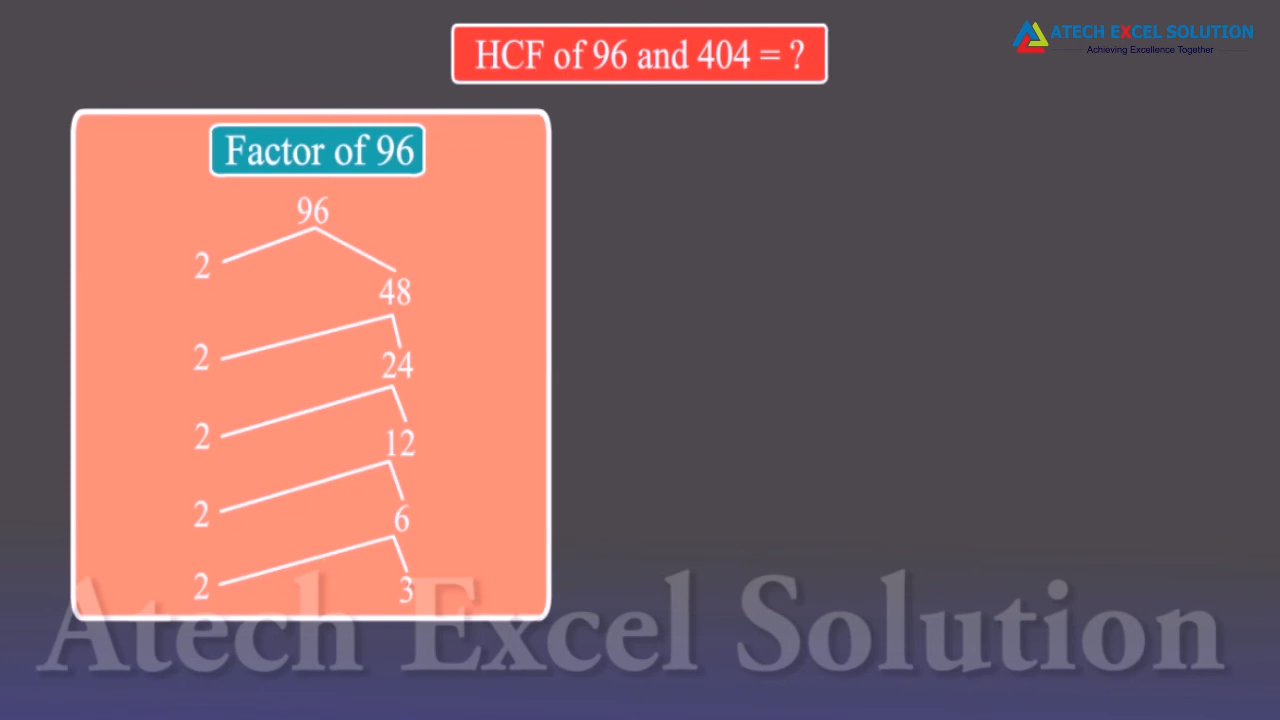 HCF of 96 and 404 = ?
ATECH EXCEL SOLUTION
Achieving Excellence Together
Factor of 96
96
2
48
2
24
2
12
2
6
2
3
Atech Excel Solution